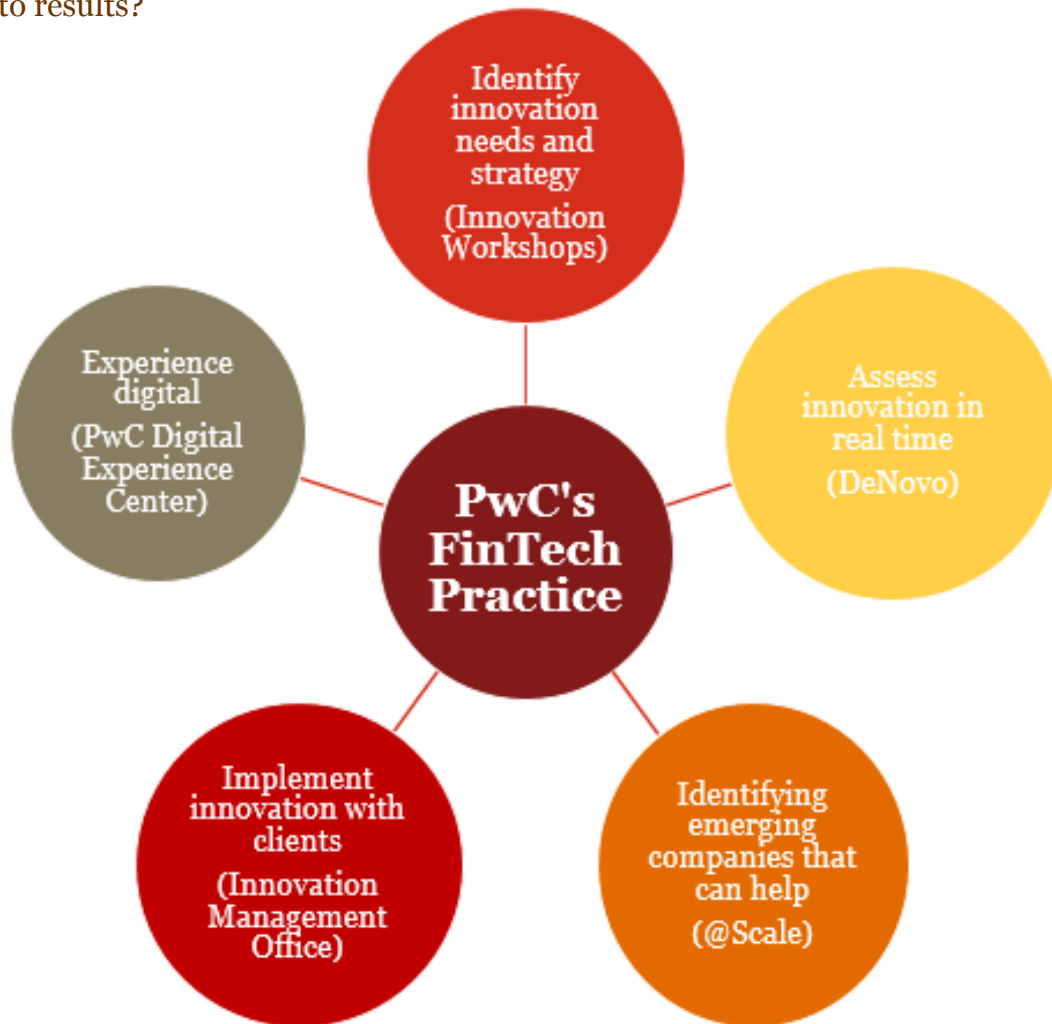 to results?
Identify
innovation
needs and
strategy
(Innovation
Workshops)
Assess
innovation in
real time
(DeNovo)
Identifying
emerging
companies that
can help
(@Scale)
Implement
innovation with
clients
(Innovation
Management
Office)
Experience
digital
(PwC Digital
Experience
Center)
PwC's
FinTech
Practice